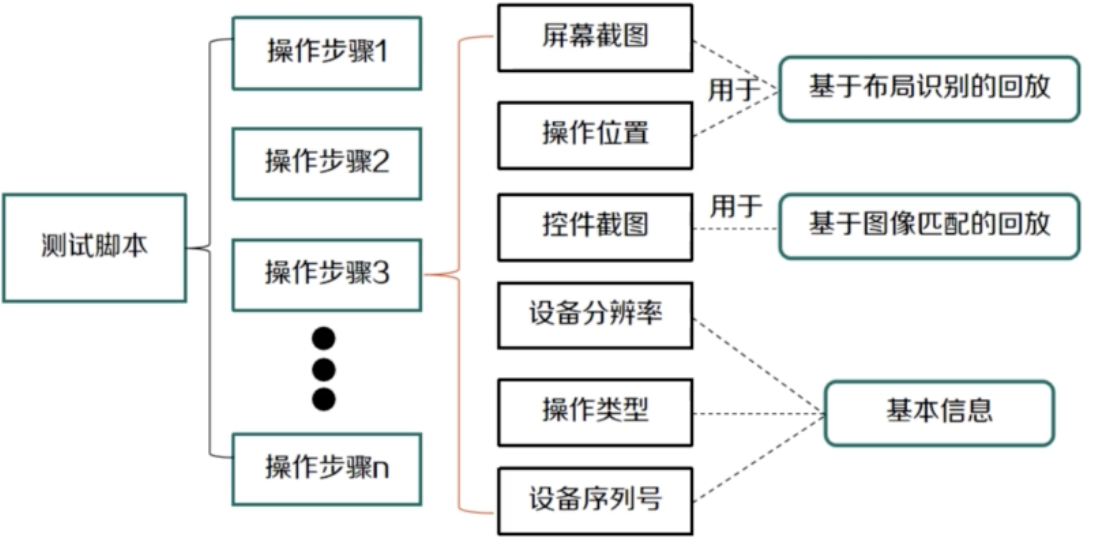 测试脚本
操作步骤1
操作步骤2
操作步骤3
操作步骤n
屏幕截图
操作位置
控件截图
设备分辨率
操作类型
设备序列号
用于
基于布局识别的回放
用于
基于图像匹配的回放
基本信息